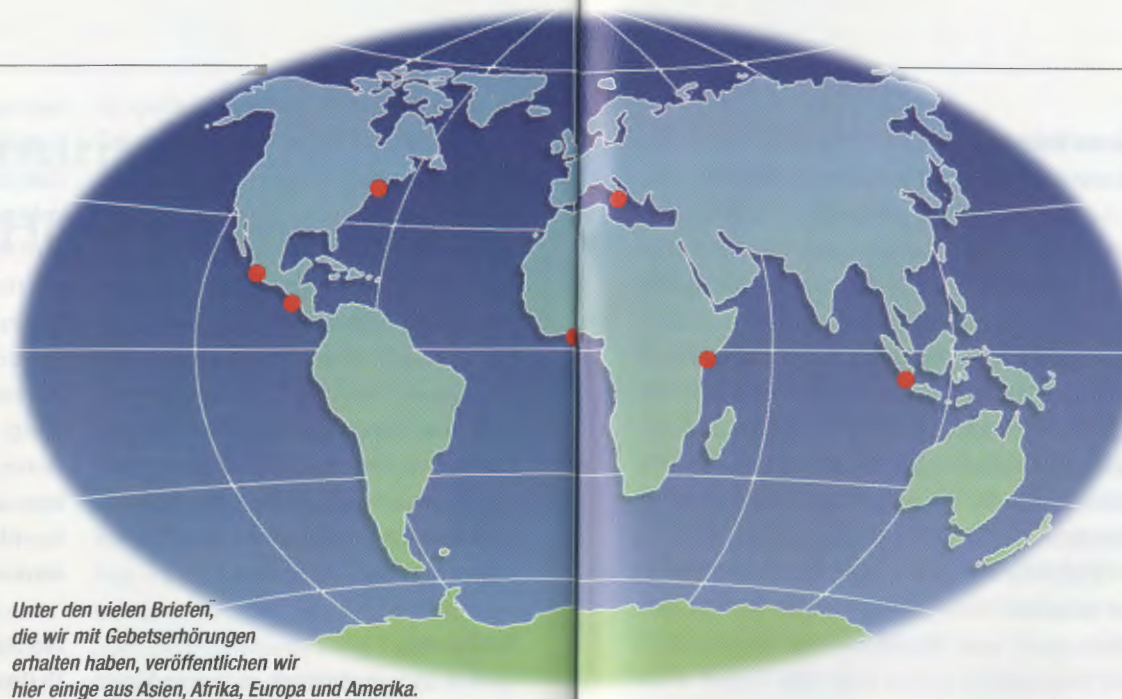 Unter den vielen Briefen,
die wir mit Gebetserhörungen
erhalten haben, veröffentlichen wir
hier einige aus Asien, Afrika, Europa und Amerika.